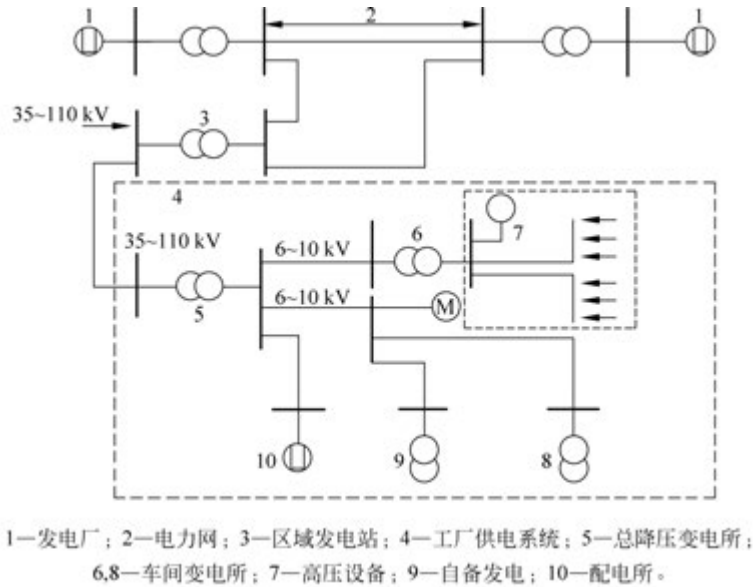 1
2
1
35~110 kV
3
4
35~110 kV
6~10 kV
6
7
6~10 kV
M
5
10
9
8
1—发电厂；2—电力网；3—区域发电站；4—工厂供电系统；5—总降压变电所；
6,8—车间变电所；7—高压设备；9—自备发电；10—配电所。